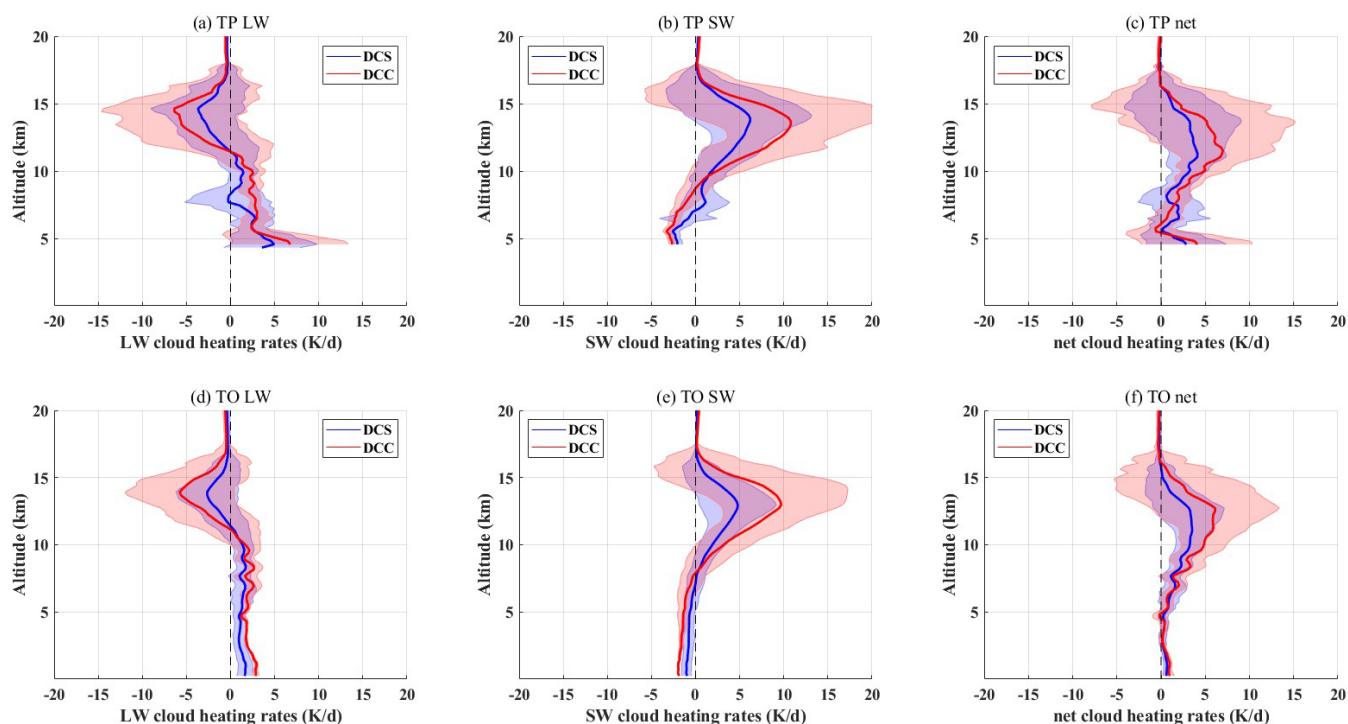 (a) TP LW
20
15
10
5
Altitude (km)
DCS
DCC
-20 -15 -10 -5 0 5 10 15 20
LW cloud heating rates (K/d)
(b) TP SW
20
15
10
5
Altitude (km)
DCS
DCC
-20 -15 -10 -5 0 5 10 15 20
SW cloud heating rates (K/d)
(c) TP net
20
15
10
5
Altitude (km)
DCS
DCC
-20 -15 -10 -5 0 5 10 15 20
net cloud heating rates (K/d)
(d) TO LW
20
15
10
5
Altitude (km)
DCS
DCC
-20 -15 -10 -5 0 5 10 15 20
LW cloud heating rates (K/d)
(e) TO SW
20
15
10
5
Altitude (km)
DCS
DCC
-20 -15 -10 -5 0 5 10 15 20
SW cloud heating rates (K/d)
(f) TO net
20
15
10
5
Altitude (km)
DCS
DCC
-20 -15 -10 -5 0 5 10 15 20
net cloud heating rates (K/d)